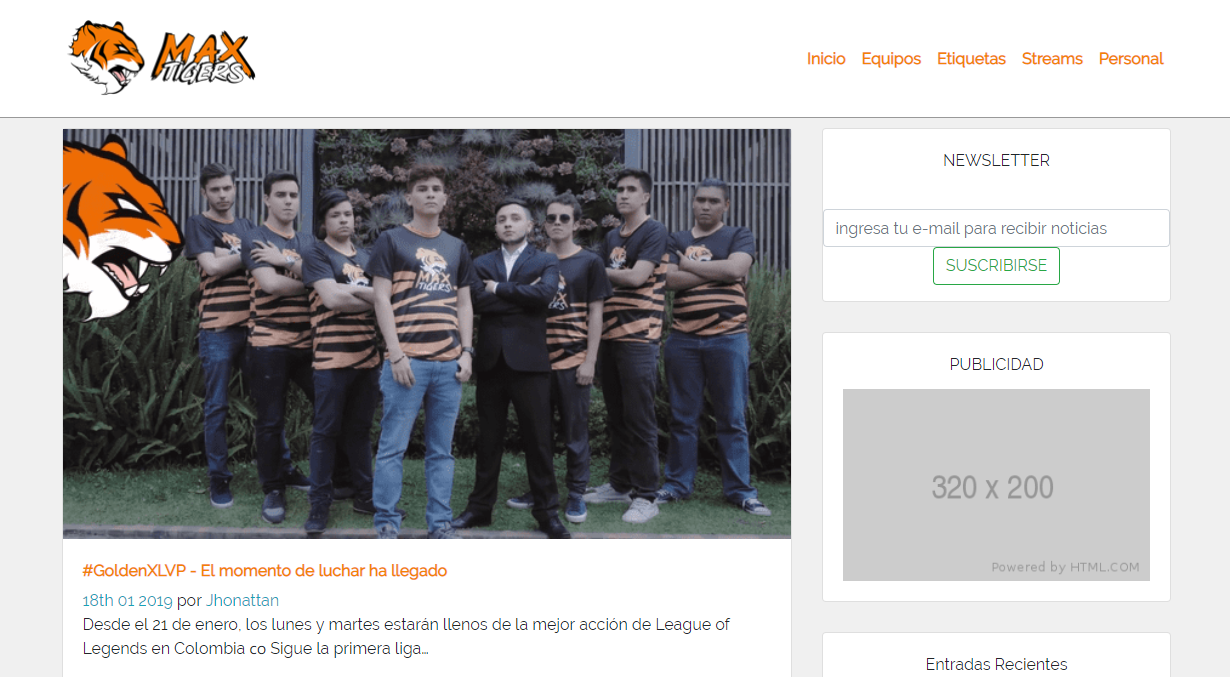 MAX
TIGERS
Inicio Equipos Etiquetas Streams Personal
MAX
TIGERS
#GoldenXLVP - El momento de luchar ha llegado
18th 01 2019 por Jhonattan
Desde el 21 de enero, los lunes y martes estarán llenos de la mejor acción de League of
Legends en Colombia co Sigue la primera liga...
NEWSLETTER
ingresa tu e-mail para recibir noticias
SUSCRIBIRSE
PUBLICIDAD
320 x 200
Powered by HTML.COM
Entradas Recientes